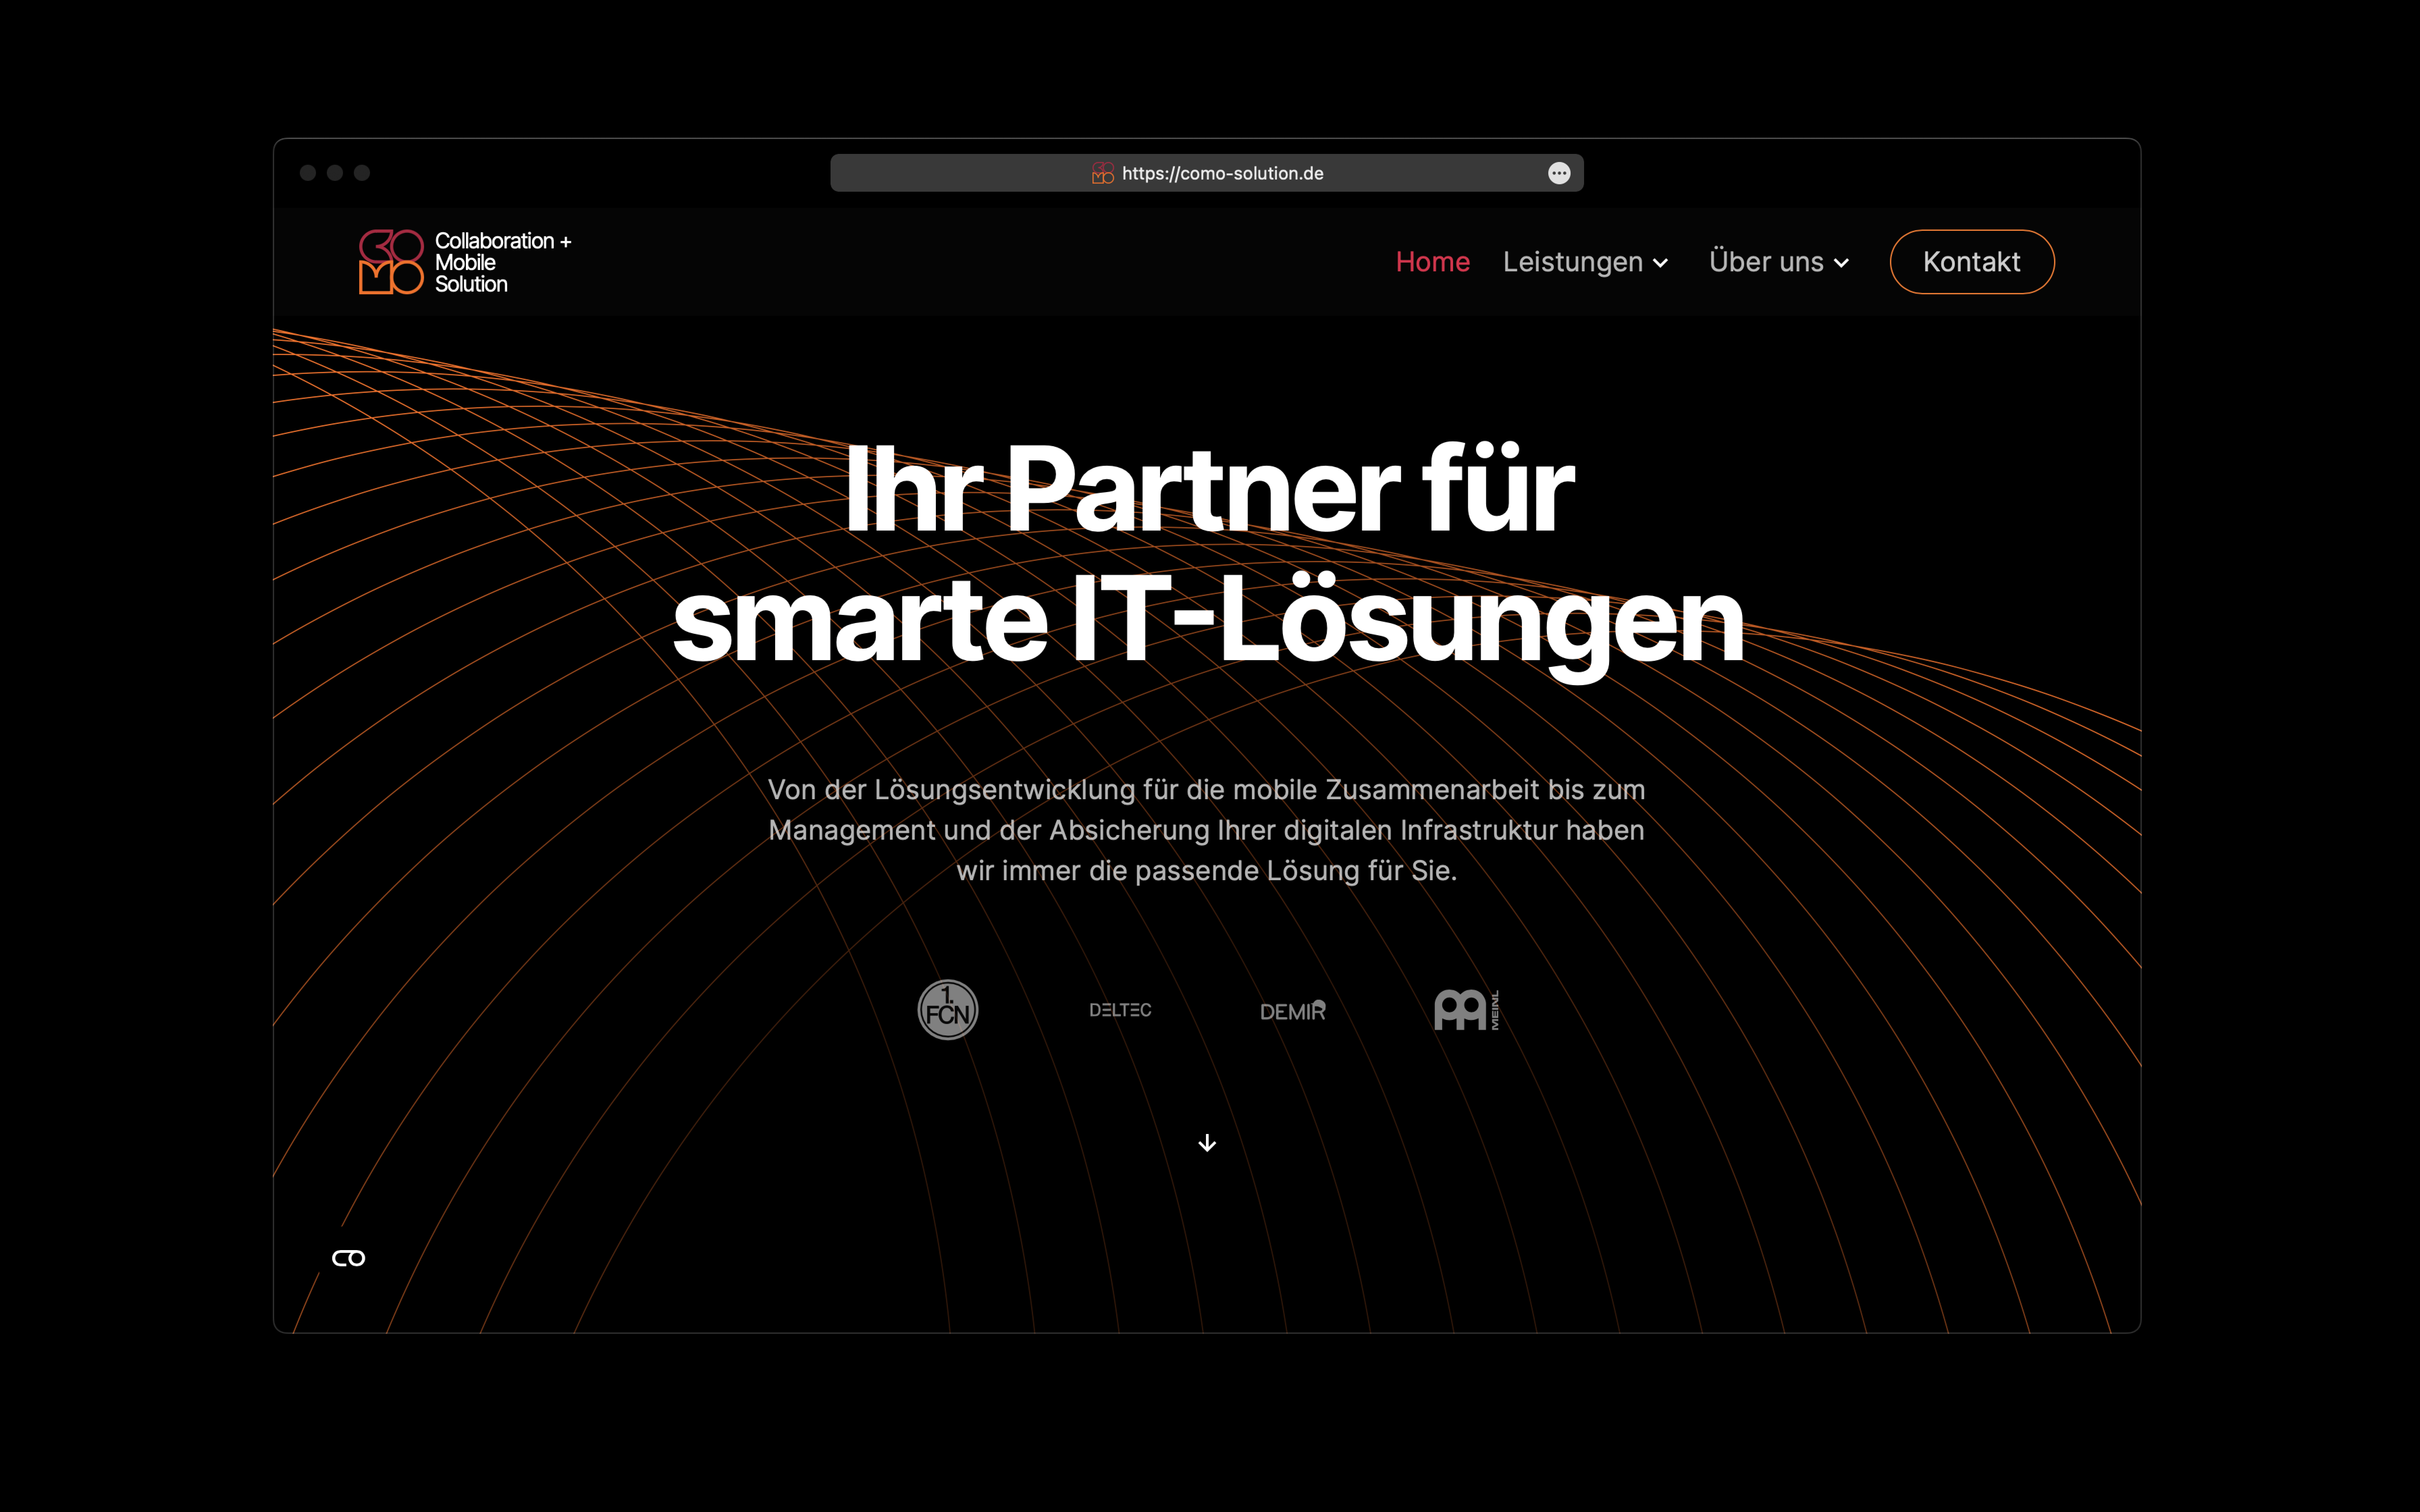 https://como-solution.de
COMO
Collaboration +
Mobile
Solution
Home
Leistungen
Über uns
Kontakt
Ihr Partner für
smarte IT-Lösungen
Von der Lösungsentwicklung für die mobile Zusammenarbeit bis zum
Management und der Absicherung Ihrer digitalen Infrastruktur haben
wir immer die passende Lösung für Sie.
1.
FCN
DELTEC
DEMIR
MEINL
co